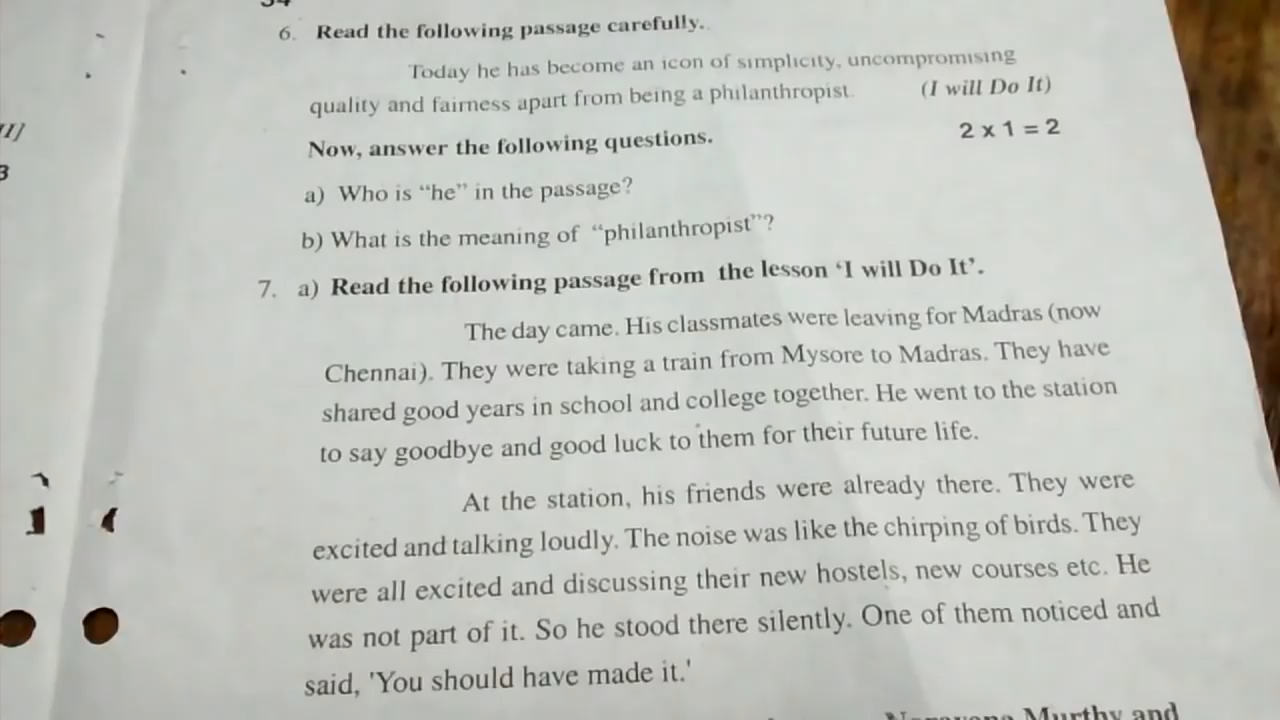 6. Read the following passage carefully.
Today he has become an icon of simplicity, uncompromising
quality and fairness apart from being a philanthropist. (I will Do It)
Now, answer the following questions. 2 x 1 = 2
a) Who is “he” in the passage?
b) What is the meaning of “philanthropist”?
7. a) Read the following passage from the lesson ‘I will Do It’.
The day came. His classmates were leaving for Madras (now
Chennai). They were taking a train from Mysore to Madras. They have
shared good years in school and college together. He went to the station
to say goodbye and good luck to them for their future life.
At the station, his friends were already there. They were
excited and talking loudly. The noise was like the chirping of birds. They
were all excited and discussing their new hostels, new courses etc. He
was not part of it. So he stood there silently. One of them noticed and
said, 'You should have made it.'
Murthy and